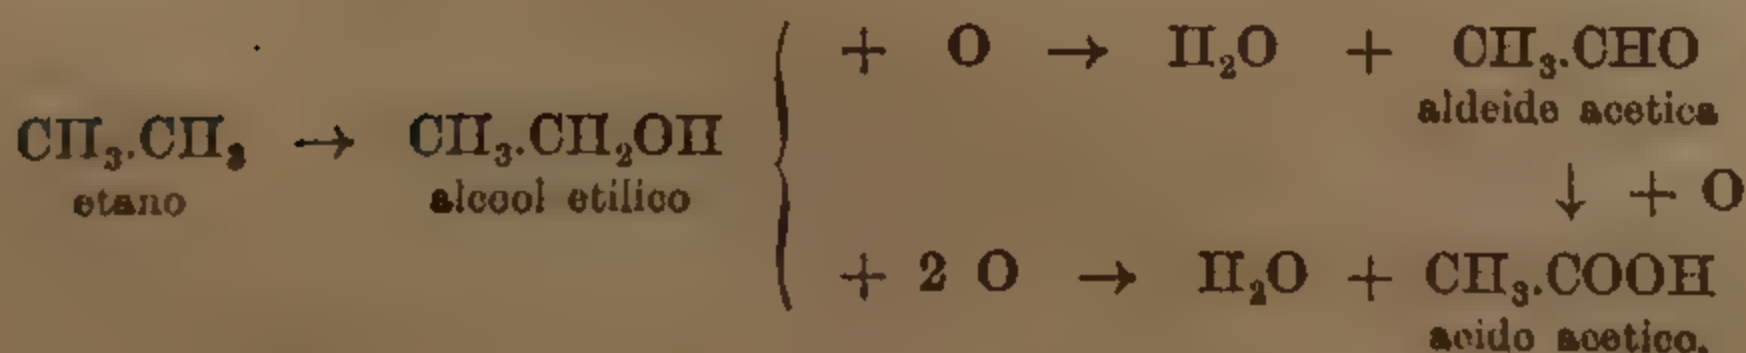 + O → H₂O + CH₃.CHO
aldeide acetica
CH₃.CH₃ → CH₃.CH₂OH
etano alcool etilico
↓ + O
+ 2 O → H₂O + CH₃.COOH
acido acetico.